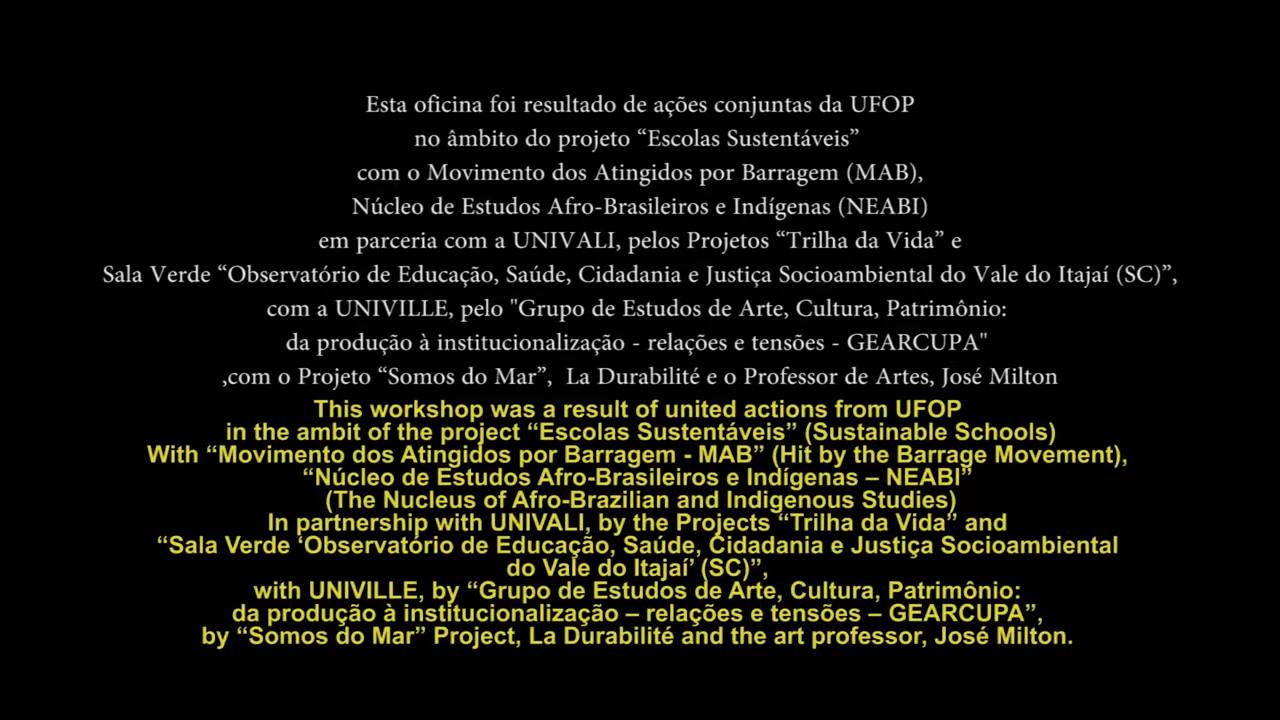 Esta oficina foi resultado de ações conjuntas da UFOP
no âmbito do projeto “Escolas Sustentáveis”
com o Movimento dos Atingidos por Barragem (MAB),
Núcleo de Estudos Afro-Brasileiros e Indígenas (NEABI)
em parceria com a UNIVALI, pelos Projetos “Trilha da Vida” e
Sala Verde “Observatório de Educação, Saúde, Cidadania e Justiça Socioambiental do Vale do Itajaí (SC)”,
com a UNIVILLE, pelo "Grupo de Estudos de Arte, Cultura, Patrimônio:
da produção à institucionalização - relações e tensões - GEARCUPA"
,com o Projeto “Somos do Mar”,  La Durabilité e o Professor de Artes, José Milton
This workshop was a result of united actions from UFOP
in the ambit of the project “Escolas Sustentáveis” (Sustainable Schools)
With “Movimento dos Atingidos por Barragem - MAB” (Hit by the Barrage Movement),
“Núcleo de Estudos Afro-Brasileiros e Indígenas – NEABI”
(The Nucleus of Afro-Brazilian and Indigenous Studies)
In partnership with UNIVALI, by the Projects “Trilha da Vida” and
“Sala Verde ‘Observatório de Educação, Saúde, Cidadania e Justiça Socioambiental
do Vale do Itajaí’ (SC)”,
with UNIVILLE, by “Grupo de Estudos de Arte, Cultura, Patrimônio:
da produção à institucionalização – relações e tensões – GEARCUPA”,
by “Somos do Mar” Project, La Durabilité and the art professor, José Milton.